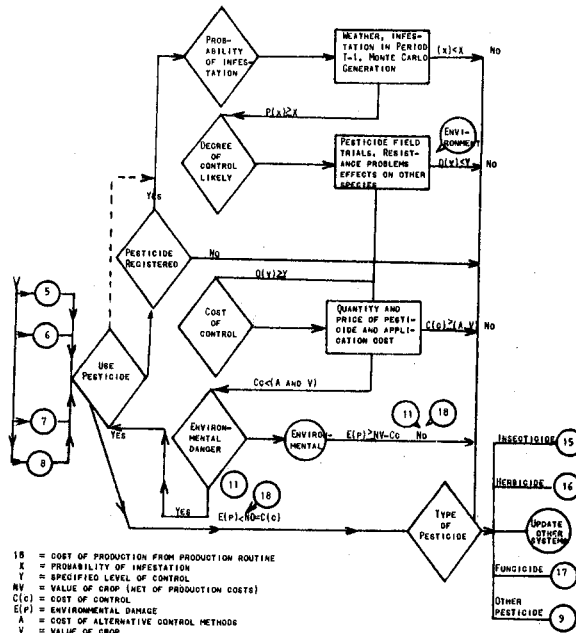 PROB-
ABILITY
OF INFES-
TATION
WEATHER, INFES-
TATION IN PERIOD
T-1, MONTE CARLO
GENERATION
(x)<X
No
P(x)≥X
DEGREE
OF CONTROL
LIKELY
PESTICIDE FIELD
TRIALS, RESIS-
TANCE PROBLEMS
EFFECTS ON OTHER
SPECIES
ENVI-
RONMENT
D(Y)<Y
No
YES
PESTICIDE
REGISTERED
No
D(Y)≥Y
COST
OF
CONTROL
QUANTITY AND
PRICE OF PESTI-
CIDE AND APPLI-
CATION COST
C(C)≥(A,V)
No
V
5
6
7
8
USE
PESTICIDE
Cc<(A AND V)
YES
ENVIRON-
MENTAL
DANGER
ENVIRO-
MENTAL
E(P)≥NV-Cc
No
11
18
11
18
YES
E(P)<NO=C(C)
TYPE
OF
PESTICIDE
INSECTICIDE
15
HERBICIDE
16
UPDATE
OTHER
SYSTEMS
FUNGICIDE
17
OTHER
PESTICIDE
9
18 = COST OF PRODUCTION FROM PRODUCTION ROUTINE
X = PROBABILITY OF INFESTATION
Y = SPECIFIED LEVEL OF CONTROL
NV = VALUE OF CROP (NET OF PRODUCTION COSTS)
C(C) = COST OF CONTROL
E(P) = ENVIRONMENTAL DAMAGE
A = COST OF ALTERNATIVE CONTROL METHODS
V = VALUE OF CROP